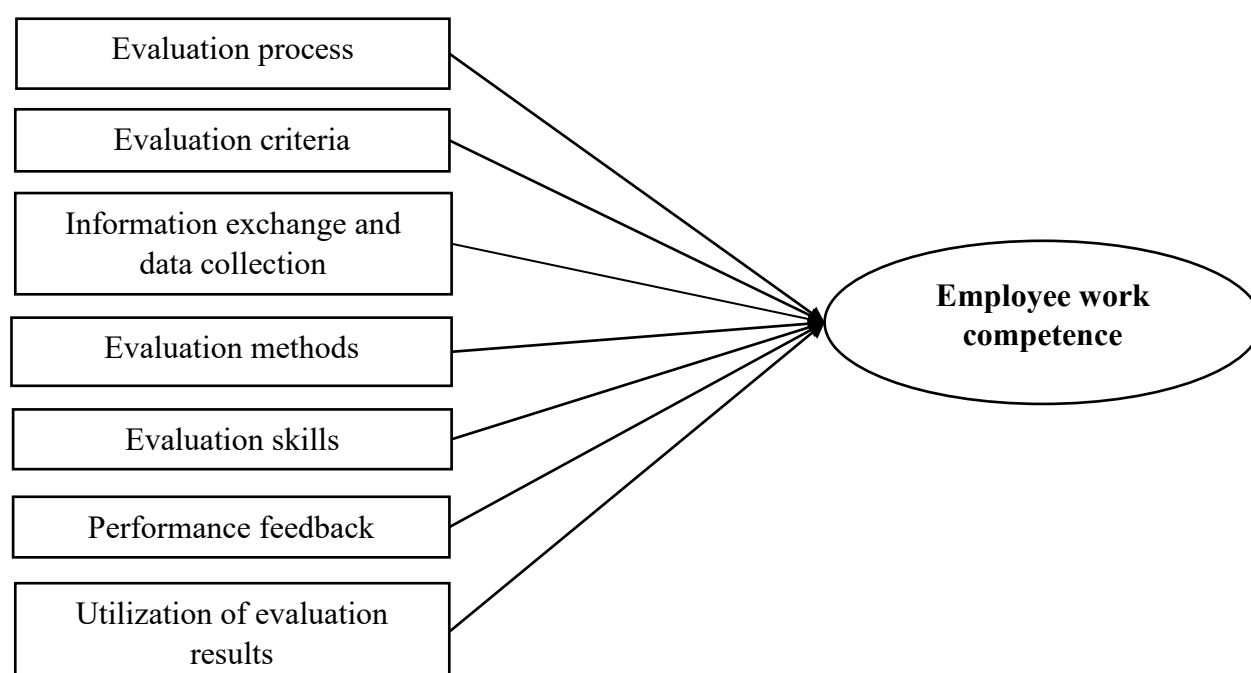 Evaluation process
Evaluation criteria
Information exchange and
data collection
Evaluation methods
Evaluation skills
Performance feedback
Utilization of evaluation
results
Employee work
competence